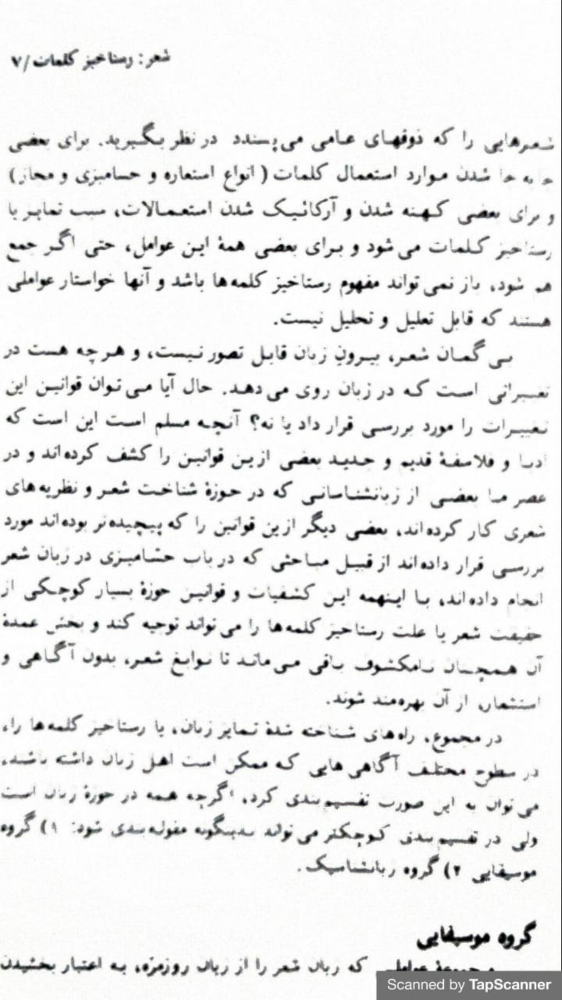 شعر: رستاخیز کلمات/۷
شعرهایی را که ذوقهای عامی می‌پسندد در نظر بگیرید. برای بعضی
جا به جا شدن موارد استعمال کلمات (انواع استعاره و حسامیزی و مجاز)
و برای بعضی کهنه شدن و آرکائیک شدن استعمالات، سبب تمایز یا
رستاخیز کلمات می‌شود و برای بعضی همهٔ این عوامل، حتی اگر جمع
هم شود، باز نمی‌تواند مفهوم رستاخیز کلمه‌ها باشد و آنها خواستار عواملی
هستند که قابل تعلیل و تحلیل نیست.
بی گمان شعر، بیرونِ زبان قابل تصور نیست، و هر چه هست در
تغییراتی است که در زبان روی می‌دهد. حال آیا می‌توان قوانین این
تغییرات را مورد بررسی قرار داد یا نه؟ آنچه مسلم است این است که
ادبا و فلاسفهٔ قدیم و جدید بعضی ازین قوانین را کشف کرده‌اند و در
عصر ما بعضی از زبانشناسانی که در حوزهٔ شناخت شعر و نظریه‌های
شعری کار کرده‌اند، بعضی دیگر ازین قوانین را که پیچیده‌تر بوده‌اند مورد
بررسی قرار داده‌اند از قبیل مباحثی که در باب حسّامیزی در زبان شعر
انجام داده‌اند، با اینهمه این کشفیات و قوانین حوزهٔ بسیار کوچکی از
حقیقت شعر یا علت رستاخیز کلمه‌ها را می‌تواند توجیه کند و بخش عمدهٔ
آن همچنان نامکشوف باقی می‌ماند تا نوابغ شعر، بدون آگاهی و
استشعار، از آن بهره‌مند شوند.
در مجموع، راه‌های شناخته شدهٔ تمایز زبان، یا رستاخیز کلمه‌ها را،
در سطوح مختلف آگاهی‌هایی که ممکن است اهل زبان داشته باشند،
می‌توان به این صورت تقسیم‌بندی کرد، اگرچه همه در حوزهٔ زبان است
ولی در تقسیم بندی کوچکتر می‌تواند بدینگونه مقوله‌بندی شود: ۱) گروه
موسیقایی ۲) گروه زبانشناسیک.
گروه موسیقایی
مجموعهٔ عواملی که زبان شعر را از زبان روزمرّه، به اعتبار بخشیدن
Scanned by TapScanner